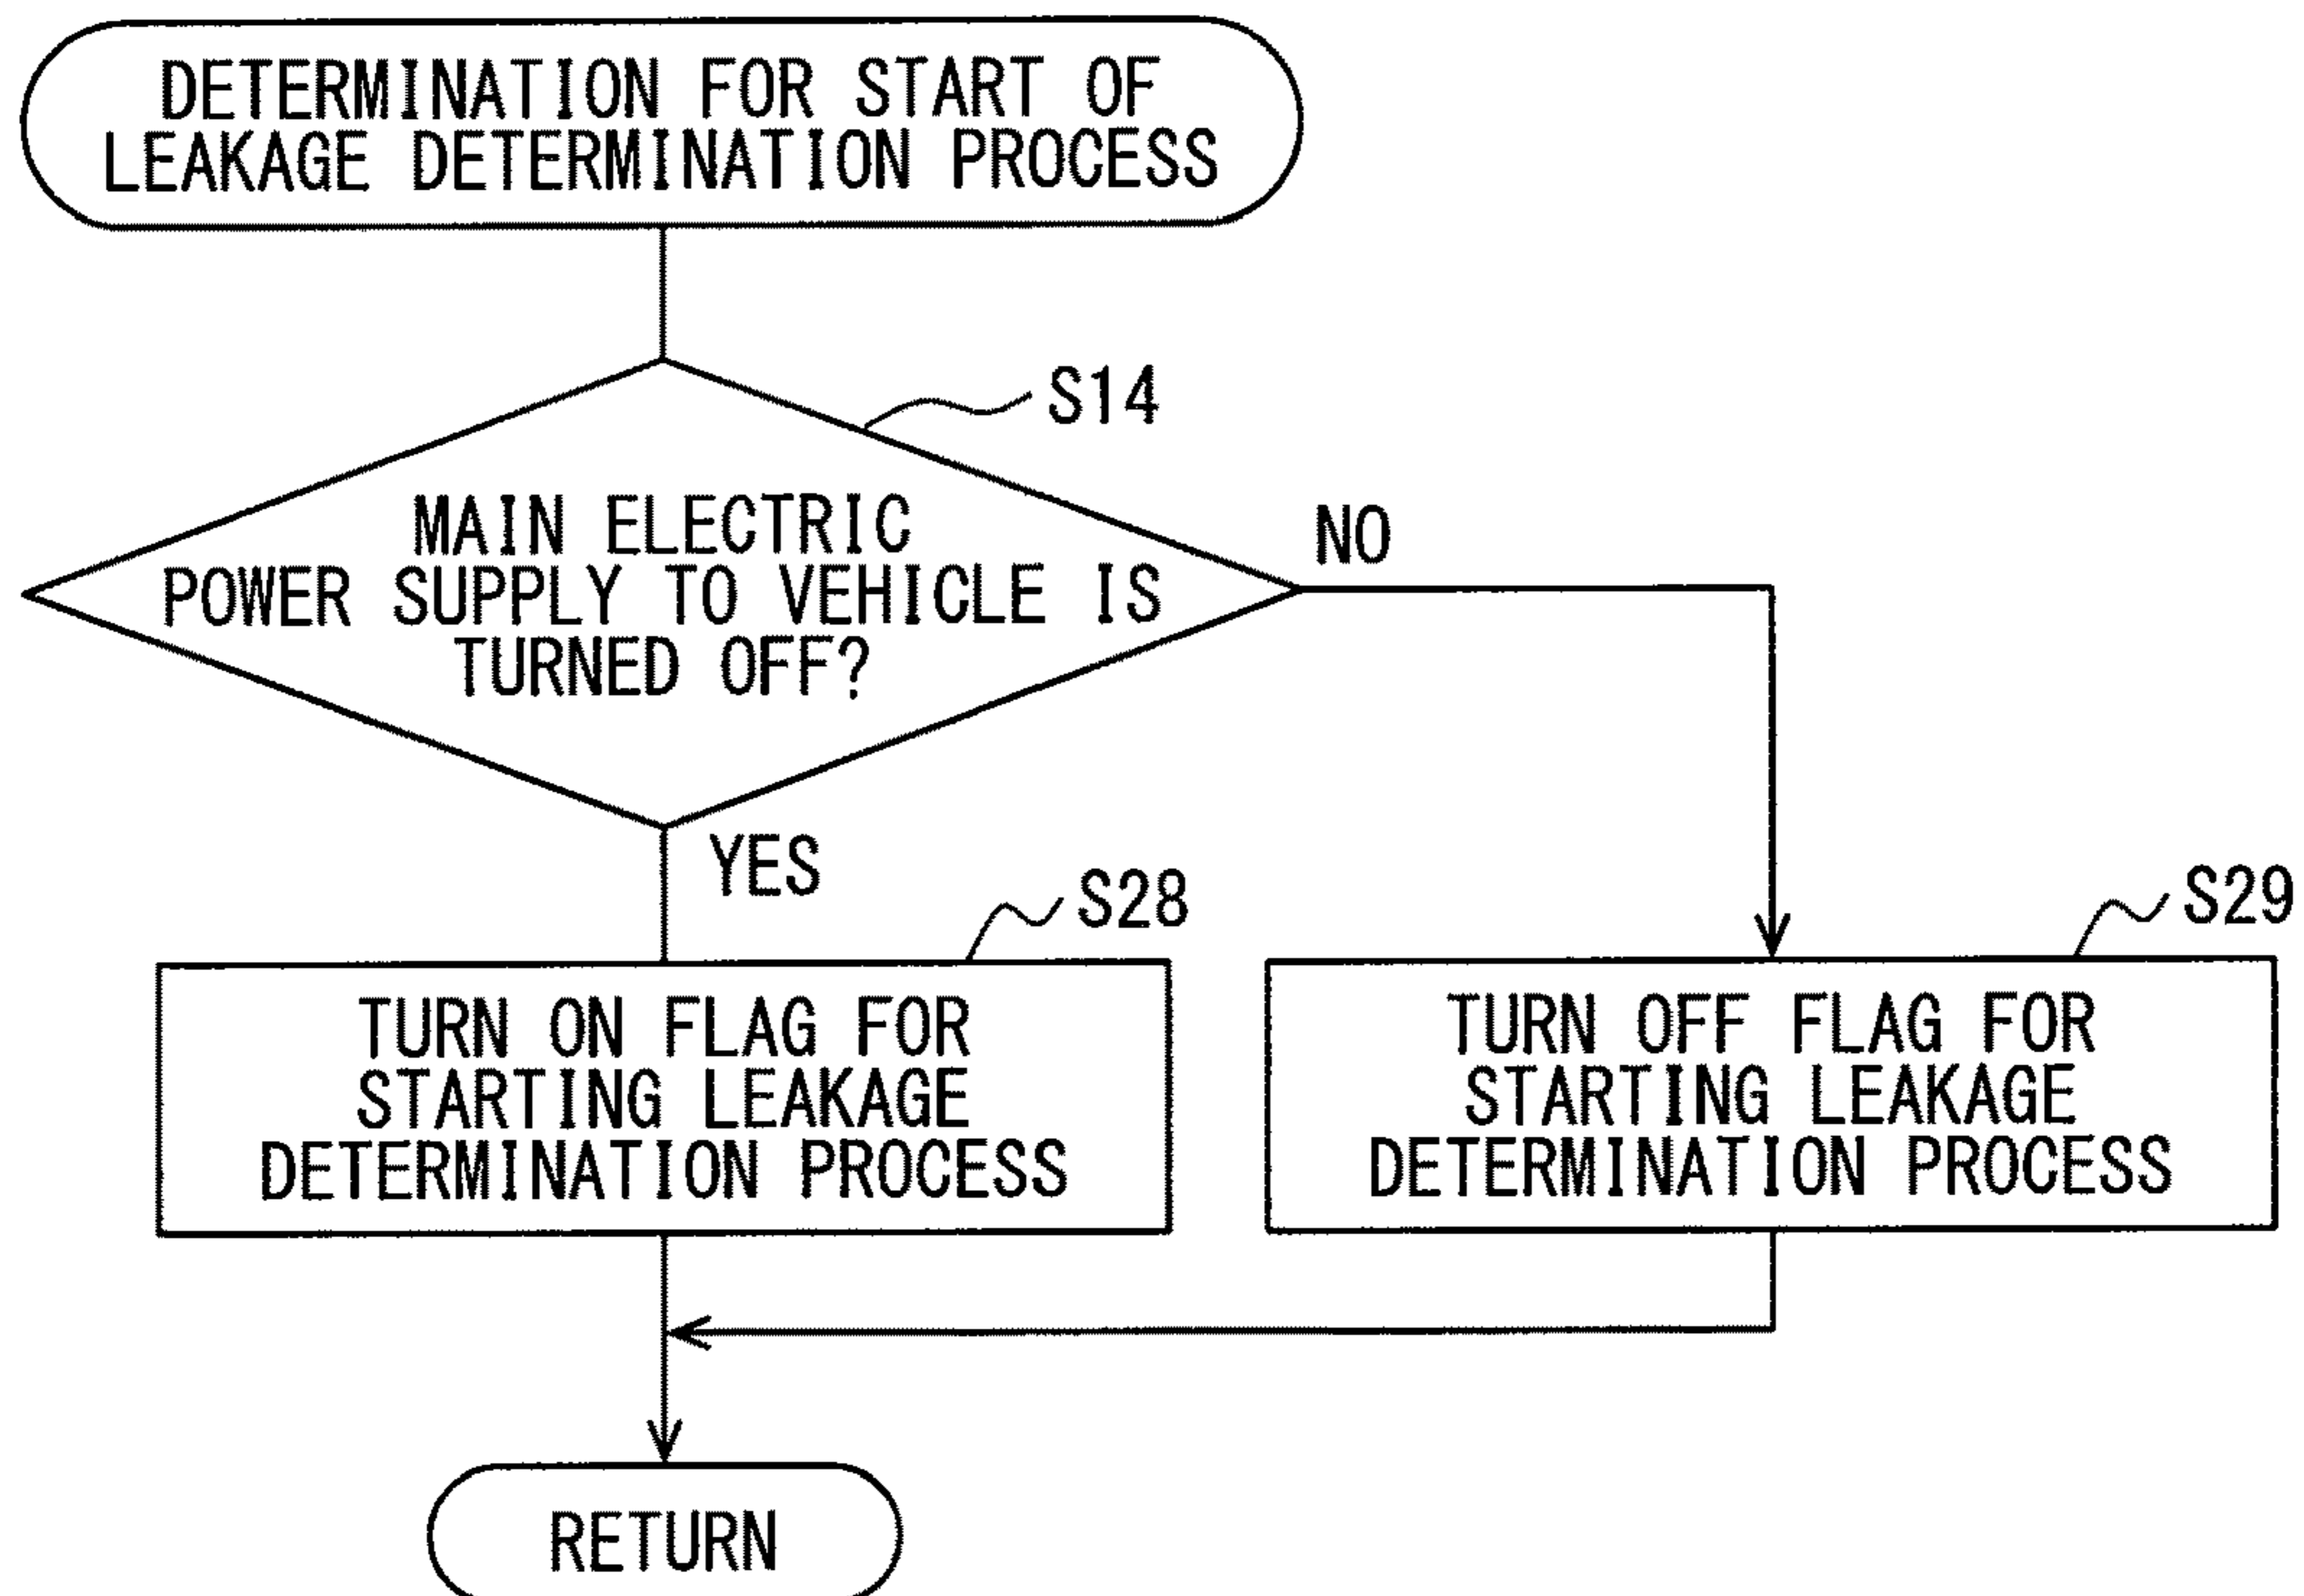 DETERMINATION FOR START OF
LEAKAGE DETERMINATION PROCESS
S14
MAIN ELECTRIC
POWER SUPPLY TO VEHICLE IS
TURNED OFF?
NO
YES
S28
TURN ON FLAG FOR
STARTING LEAKAGE
DETERMINATION PROCESS
S29
TURN OFF FLAG FOR
STARTING LEAKAGE
DETERMINATION PROCESS
RETURN